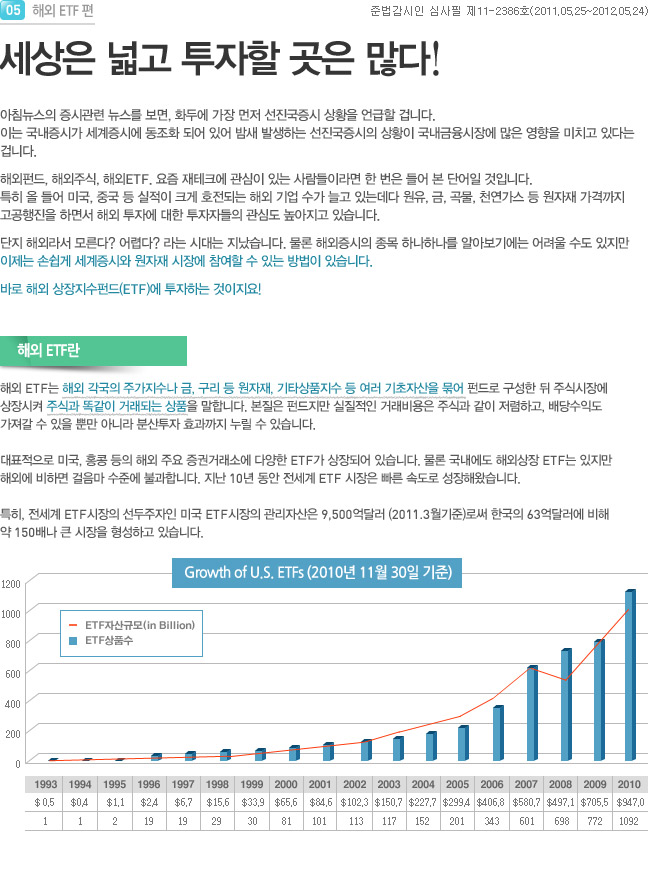 05 해외 ETF 편
준법감시인 심사필 제11-2386호(2011.05.25~2012.05.24)
세상은 넓고 투자할 곳은 많다!
아침뉴스의 증시관련 뉴스를 보면, 화두에 가장 먼저 선진국증시 상황을 언급할 겁니다.
이는 국내증시가 세계증시에 동조화 되어 있어 밤새 발생하는 선진국증시의 상황이 국내금융시장에 많은 영향을 미치고 있다는
겁니다.
해외펀드, 해외주식, 해외ETF. 요즘 재테크에 관심이 있는 사람들이라면 한 번은 들어 본 단어일 것입니다.
특히 올 들어 미국, 중국 등 실적이 크게 호전되는 해외 기업 수가 늘고 있는데다 원유, 금, 곡물, 천연가스 등 원자재 가격까지
고공행진을 하면서 해외 투자에 대한 투자자들의 관심도 높아지고 있습니다.
단지 해외라서 모른다? 어렵다? 라는 시대는 지났습니다. 물론 해외증시의 종목 하나하나를 알아보기에는 어려울 수도 있지만
이제는 손쉽게 세계증시와 원자재 시장에 참여할 수 있는 방법이 있습니다.
바로 해외 상장지수펀드(ETF)에 투자하는 것이지요!
해외 ETF란
해외 ETF는 해외 각국의 주가지수나 금, 구리 등 원자재, 기타상품지수 등 여러 기초자산을 묶어 펀드로 구성한 뒤 주식시장에
상장시켜 주식과 똑같이 거래되는 상품을 말합니다. 본질은 펀드지만 실질적인 거래비용은 주식과 같이 저렴하고, 배당수익도
가져갈 수 있을 뿐만 아니라 분산투자 효과까지 누릴 수 있습니다.
대표적으로 미국, 홍콩 등의 해외 주요 증권거래소에 다양한 ETF가 상장되어 있습니다. 물론 국내에도 해외상장 ETF는 있지만
해외에 비하면 걸음마 수준에 불과합니다. 지난 10년 동안 전세계 ETF 시장은 빠른 속도로 성장해왔습니다.
특히, 전세계 ETF시장의 선두주자인 미국 ETF시장의 관리자산은 9,500억달러 (2011.3월기준)로써 한국의 63억달러에 비해
약 150배나 큰 시장을 형성하고 있습니다.
Growth of U.S. ETFs (2010년 11월 30일 기준)
1200
1000
800
600
400
200
0
ETF자산규모(in Billion)
ETF상품수
1993 1994 1995 1996 1997 1998 1999 2000 2001 2002 2003 2004 2005 2006 2007 2008 2009 2010
$0,5 $0,4 $1,1 $2,4 $6,7 $15,6 $33,9 $65,6 $84,6 $102,3 $150,7 $227,7 $299,4 $406,8 $580,7 $497,1 $705,5 $947,0
1 1 2 19 19 29 30 81 101 113 117 152 201 343 601 698 772 1092